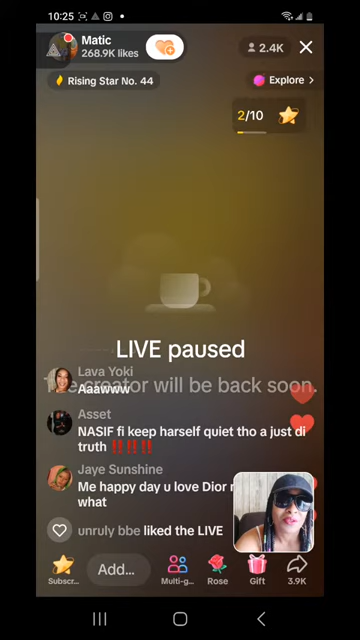 10:25
Matic
268.9K likes
2.4K
Rising Star No. 44
Explore >
2/10
LIVE paused
The creator will be back soon.
Lava Yoki
Aaawww
Asset
NASIF fi keep harself quiet tho a just di
truth ‼️‼️
Jaye Sunshine
Me happy day u love Dior
what
unruly bbe liked the LIVE
Subscr...
Add...
Multi-g...
Rose
Gift
3.9K